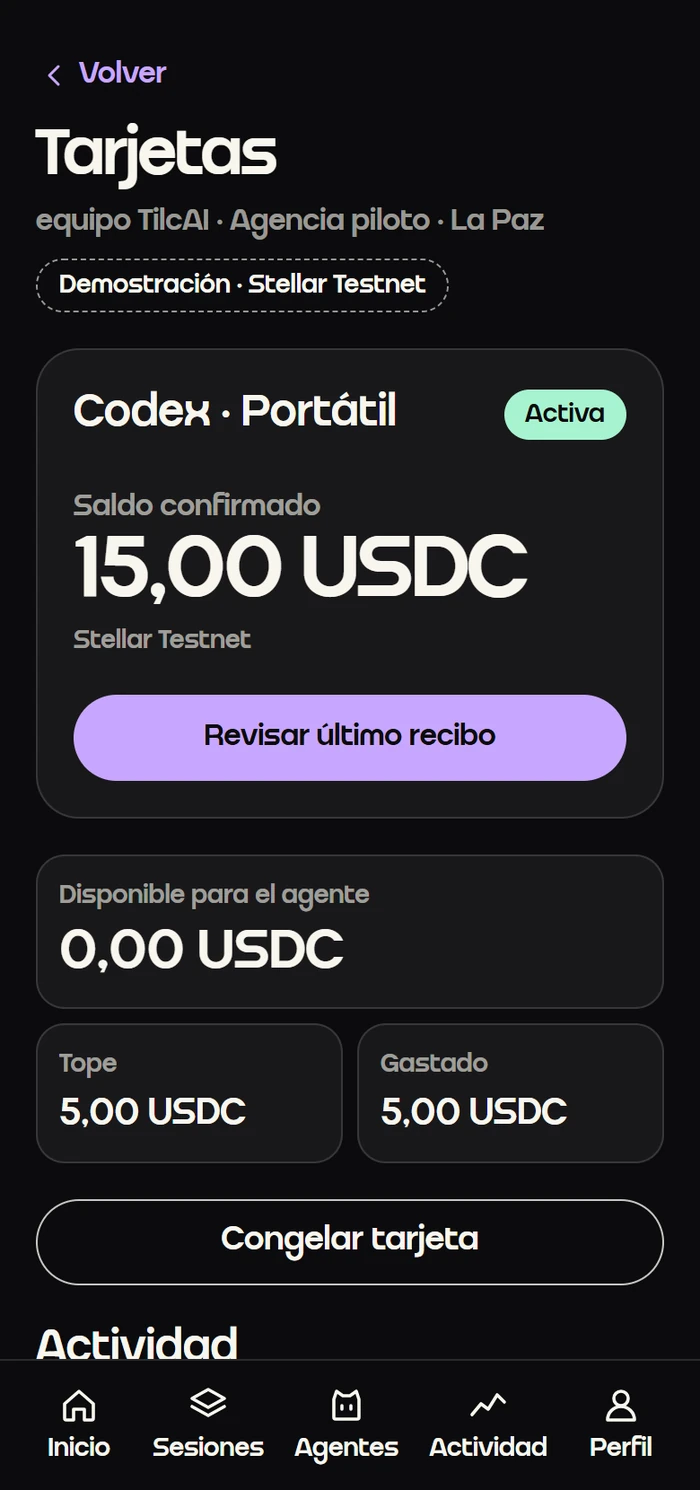 Volver
Tarjetas
equipo TilcAI · Agencia piloto · La Paz
Demostración · Stellar Testnet
Codex · Portátil
Activa
Saldo confirmado
15,00 USDC
Stellar Testnet
Revisar último recibo
Disponible para el agente
0,00 USDC
Tope
5,00 USDC
Gastado
5,00 USDC
Congelar tarjeta
Actividad
Inicio
Sesiones
Agentes
Actividad
Perfil